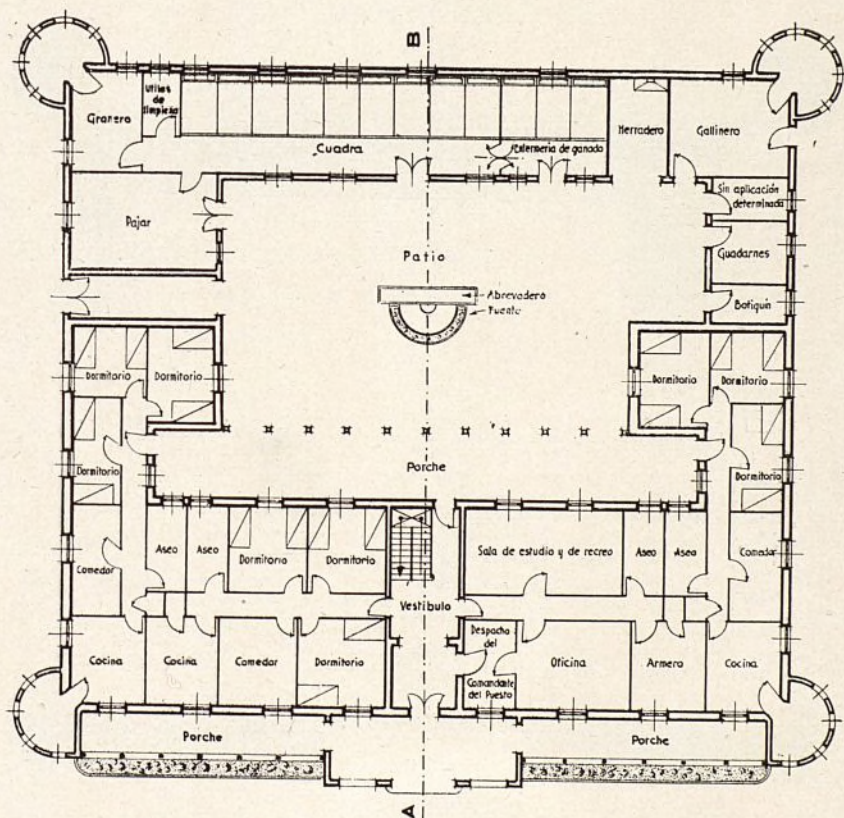 B
Utiles
de
limpieza
Granero
Cuadra
Enfermería de ganado
Herradero
Gallinero
Sin aplicación
determinada
Pajar
Patio
Guadarnes
Abrevadero
Fuente
Botiquín
Dormitorio
Dormitorio
Dormitorio
Dormitorio
Porche
Dormitorio
Dormitorio
Aseo
Aseo
Dormitorio
Dormitorio
Sala de estudio y de recreo
Aseo
Aseo
Comedor
Comedor
Vestíbulo
Despacho
del
Comandante
del Puesto
Cocina
Cocina
Comedor
Dormitorio
Oficina
Armero
Cocina
Porche
Porche
A